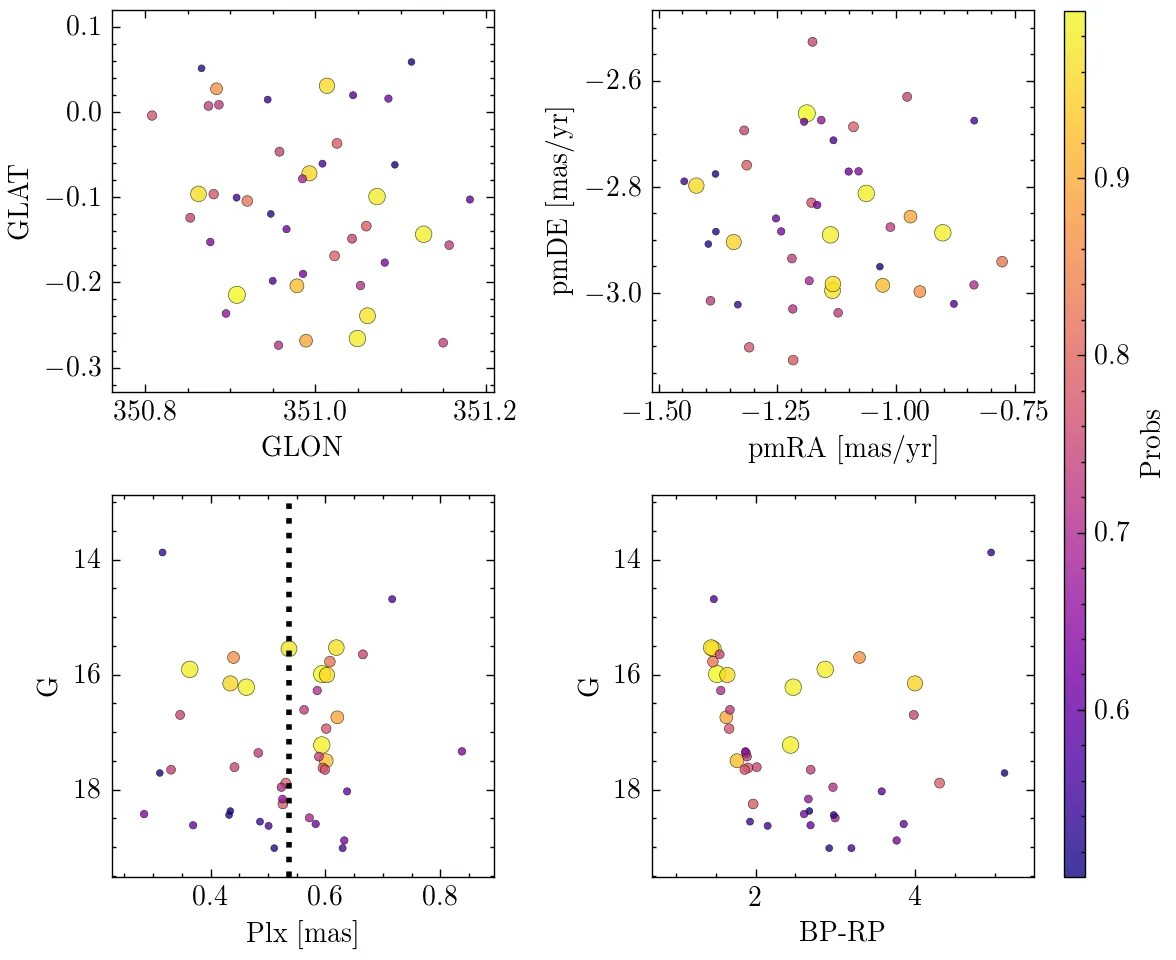 0.1
0.0
−0.1
−0.2
−0.3
GLAT
350.8 351.0 351.2
GLON
−2.6
−2.8
−3.0
pmDE [mas/yr]
−1.50 −1.25 −1.00 −0.75
pmRA [mas/yr]
14
16
18
G
0.4 0.6 0.8
Plx [mas]
14
16
18
G
2 4
BP-RP
0.9
0.8
0.7
0.6
Probs